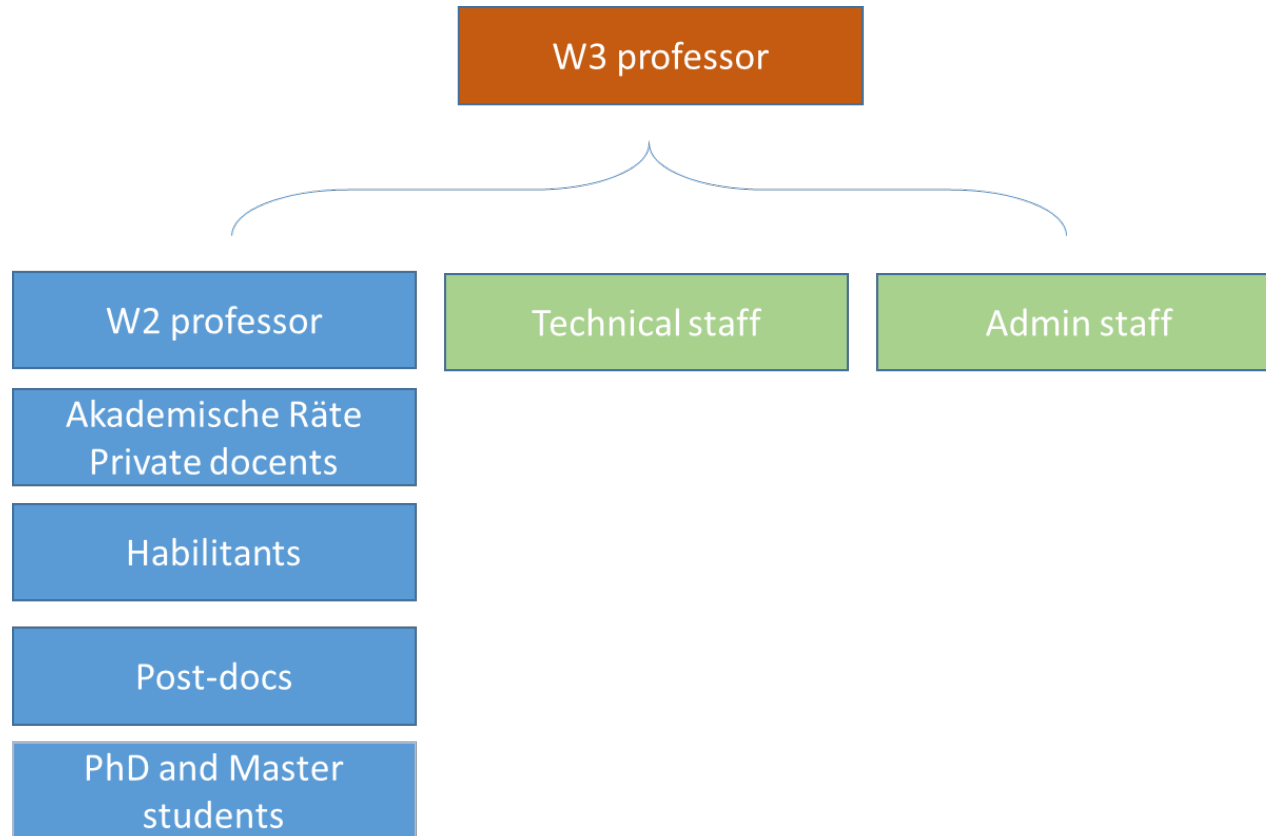 W3 professor
W2 professor
Technical staff
Admin staff
Akademische Räte
Private docents
Habilitants
Post-docs
PhD and Master
students